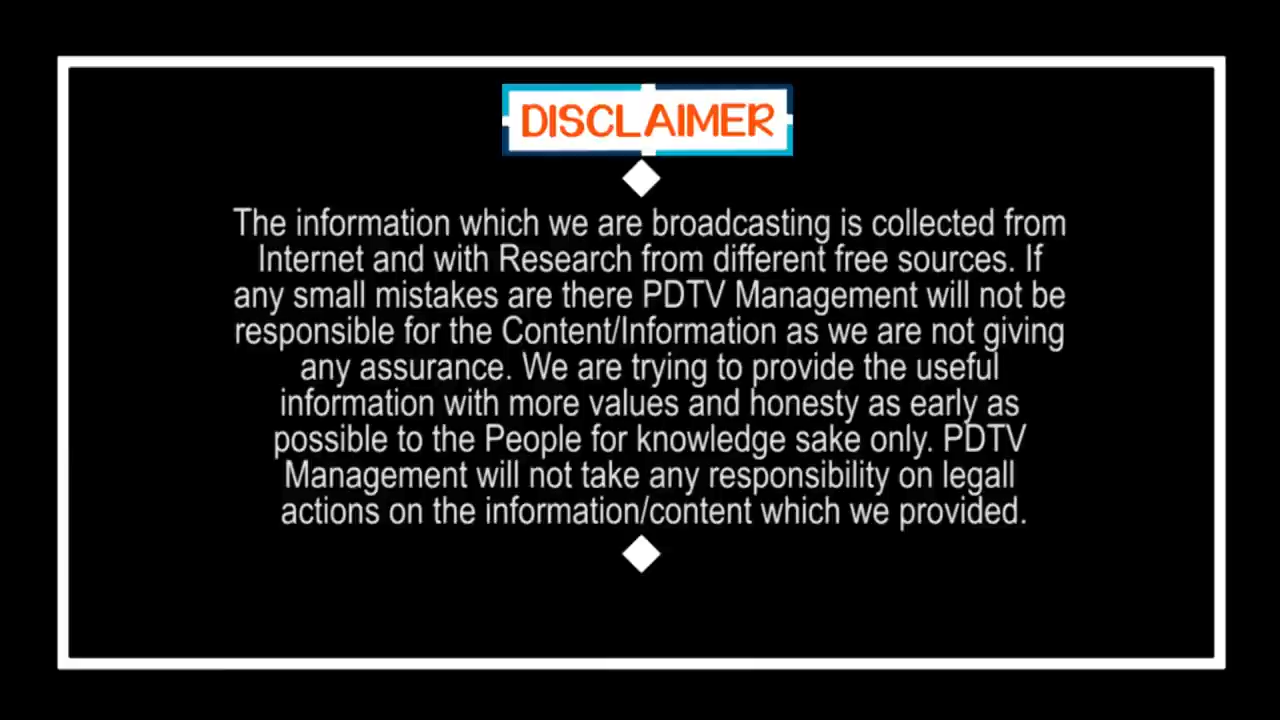 DISCLAIMER
The information which we are broadcasting is collected from
Internet and with Research from different free sources. If
any small mistakes are there PDTV Management will not be
responsible for the Content/Information as we are not giving
any assurance. We are trying to provide the useful
information with more values and honesty as early as
possible to the People for knowledge sake only. PDTV
Management will not take any responsibility on legall
actions on the information/content which we provided.